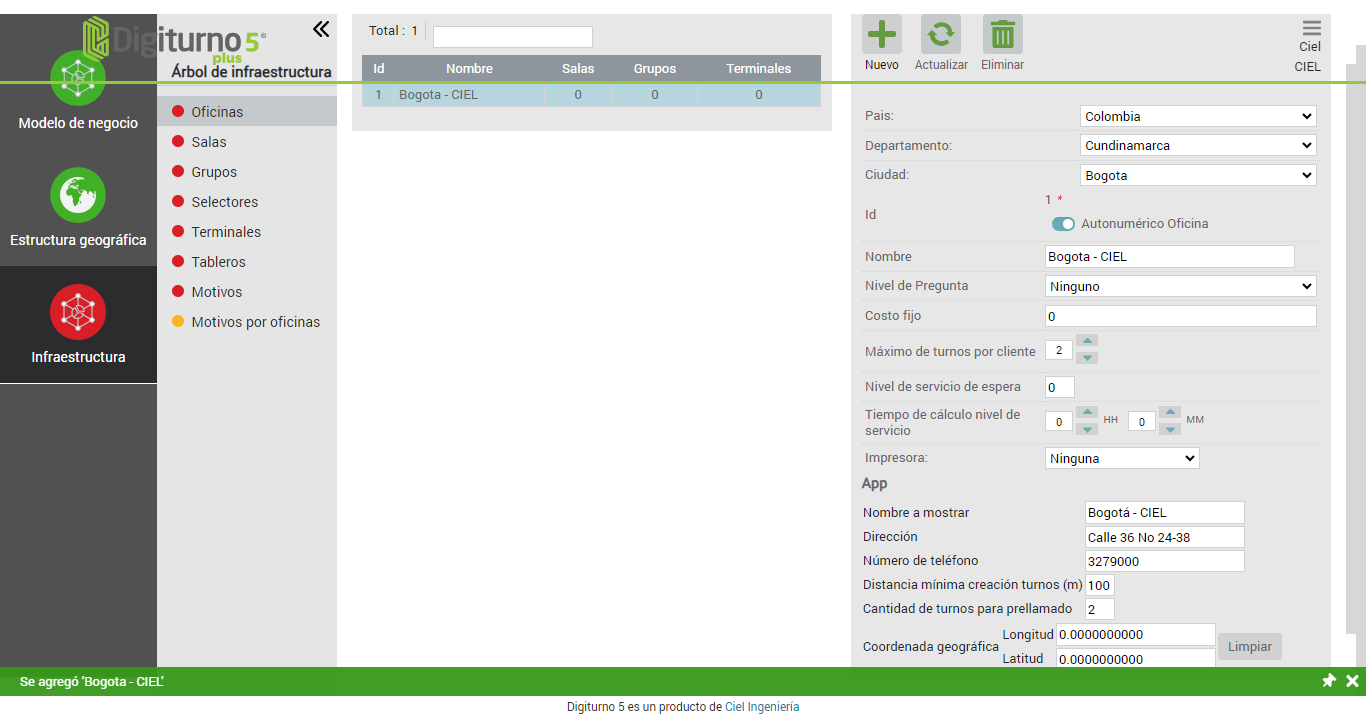 Digiturno 5®
plus
Árbol de infraestructura
Modelo de negocio
Estructura geográfica
Infraestructura
Oficinas
Salas
Grupos
Selectores
Terminales
Tableros
Motivos
Motivos por oficinas
Total : 1
Id Nombre Salas Grupos Terminales
1 Bogota - CIEL 0 0 0
Nuevo Actualizar Eliminar
Ciel
CIEL
Pais: Colombia
Departamento: Cundinamarca
Ciudad: Bogota
1 *
Id
Autonumérico Oficina
Nombre Bogota - CIEL
Nivel de Pregunta Ninguno
Costo fijo 0
Máximo de turnos por cliente 2
Nivel de servicio de espera 0
Tiempo de cálculo nivel de
servicio 0 HH 0 MM
Impresora: Ninguna
App
Nombre a mostrar Bogotá - CIEL
Dirección Calle 36 No 24-38
Número de teléfono 3279000
Distancia mínima creación turnos (m) 100
Cantidad de turnos para prellamado 2
Longitud 0.0000000000
Coordenada geográfica Limpiar
Latitud 0.0000000000
Se agregó 'Bogota - CIEL'
Digiturno 5 es un producto de Ciel Ingeniería